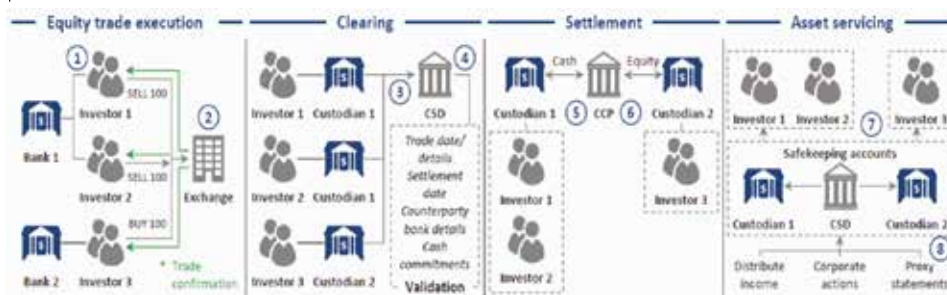 Equity trade execution
1
SELL 100
Investor 1
2
Bank 1
SELL 100
Investor 2
Exchange
BUY 100
Bank 2
Investor 3
* Trade
confirmation
Clearing
4
3
Investor 1 Custodian 1
CSD
Trade date/
details
Settlement
date
Counterparty
bank details
Cash
commitments
Validation
Investor 2 Custodian 1
Investor 3 Custodian 2
Settlement
Cash
Equity
Custodian 1
5
CCP
6
Custodian 2
Investor 1
Investor 3
Investor 2
Asset servicing
Investor 1
Investor 2
Investor 3
7
Safekeeping accounts
Custodian 1
CSD
Custodian 2
8
Distribute
income
Corporate
actions
Proxy
statements